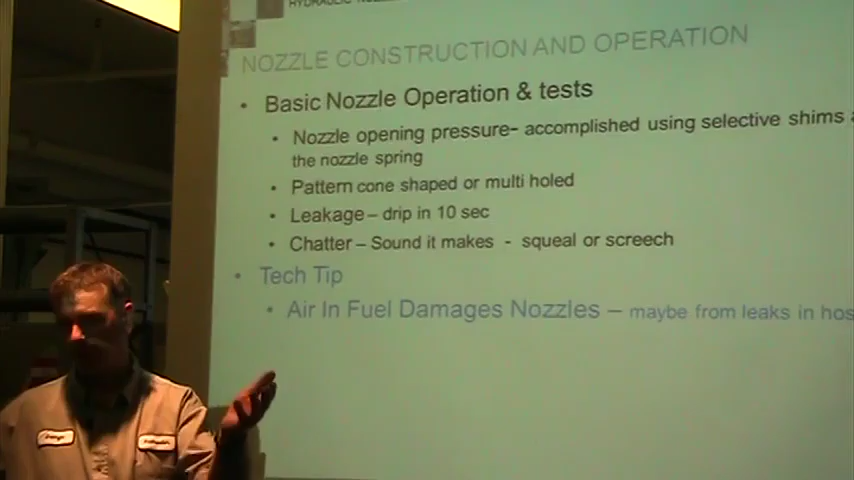 HYDRAULIC
NOZZLE CONSTRUCTION AND OPERATION
• Basic Nozzle Operation & tests
• Nozzle opening pressure- accomplished using selective shims
the nozzle spring
• Pattern cone shaped or multi holed
• Leakage – drip in 10 sec
• Chatter – Sound it makes - squeal or screech
• Tech Tip
• Air In Fuel Damages Nozzles – maybe from leaks in hos